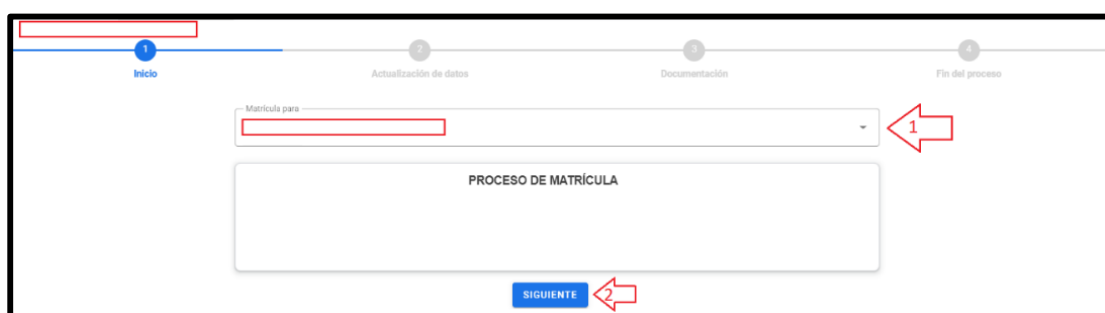 1 2 3 4
Inicio Actualización de datos Documentación Fin del proceso
Matrícula para
1
PROCESO DE MATRÍCULA
SIGUIENTE 2